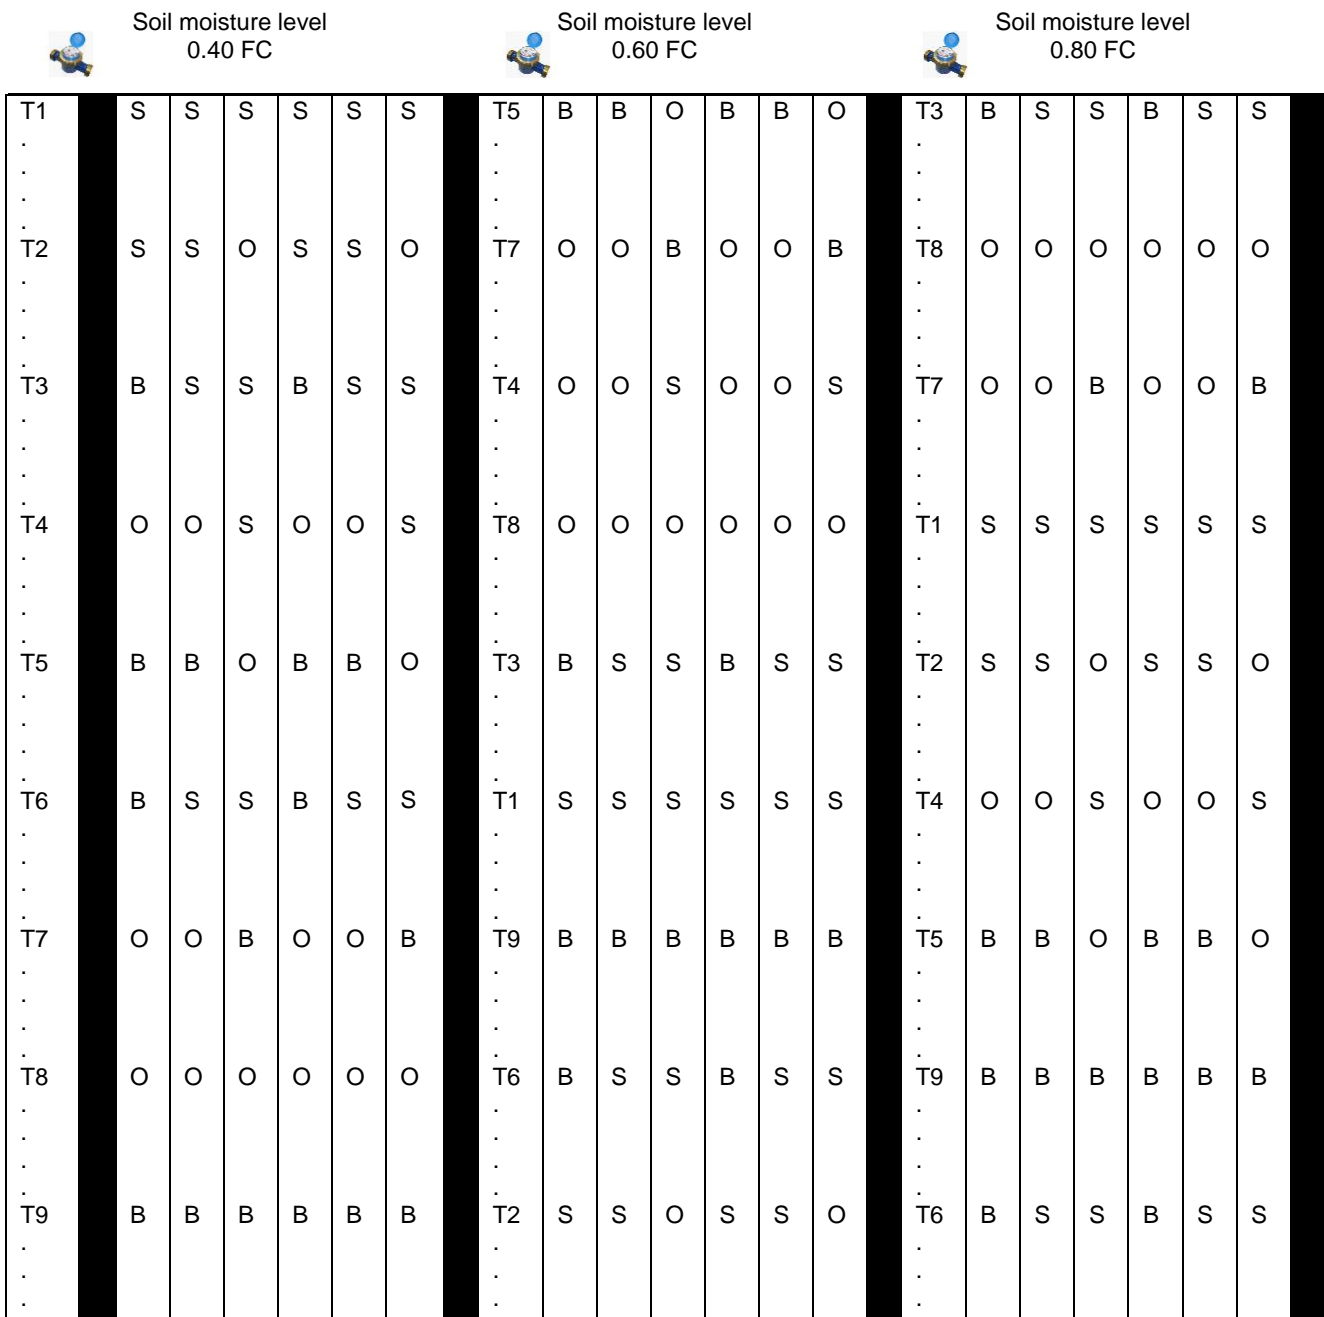 Soil moisture level Soil moisture level Soil moisture level
0.40 FC 0.60 FC 0.80 FC
T1 S S S S S S T5 B B O B B O T3 B S S B S S
. . .
. . .
. . .
. . .
T2 S S O S S O T7 O O B O O B T8 O O O O O O
. . .
. . .
. . .
. . .
T3 B S S B S S T4 O O S O O S T7 O O B O O B
. . .
. . .
. . .
. . .
T4 O O S O O S T8 O O O O O O T1 S S S S S S
. . .
. . .
. . .
. . .
T5 B B O B B O T3 B S S B S S T2 S S O S S O
. . .
. . .
. . .
. . .
T6 B S S B S S T1 S S S S S S T4 O O S O O S
. . .
. . .
. . .
. . .
T7 O O B O O B T9 B B B B B B T5 B B O B B O
. . .
. . .
. . .
. . .
T8 O O O O O O T6 B S S B S S T9 B B B B B B
. . .
. . .
. . .
. . .
T9 B B B B B B T2 S S O S S O T6 B S S B S S
. . .
. . .
. . .